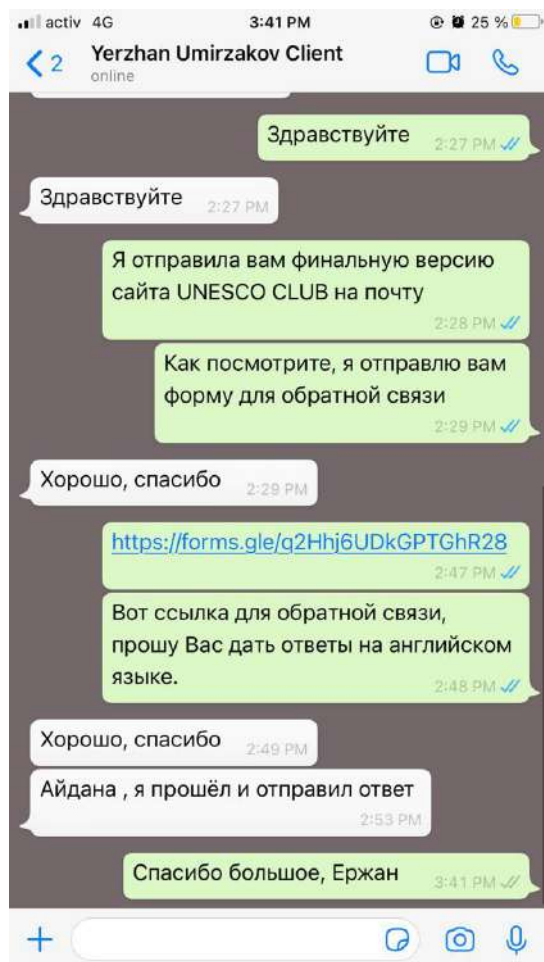 activ 4G 3:41 PM 25 %
2 Yerzhan Umirzakov Client
online
Здравствуйте 2:27 PM
Здравствуйте 2:27 PM
Я отправила вам финальную версию
сайта UNESCO CLUB на почту
2:28 PM
Как посмотрите, я отправлю вам
форму для обратной связи
2:29 PM
Хорошо, спасибо 2:29 PM
https://forms.gle/q2Hhj6UDkGPTGhR28
2:47 PM
Вот ссылка для обратной связи,
прошу Вас дать ответы на английском
языке. 2:48 PM
Хорошо, спасибо 2:49 PM
Айдана , я прошёл и отправил ответ
2:53 PM
Спасибо большое, Ержан 3:41 PM